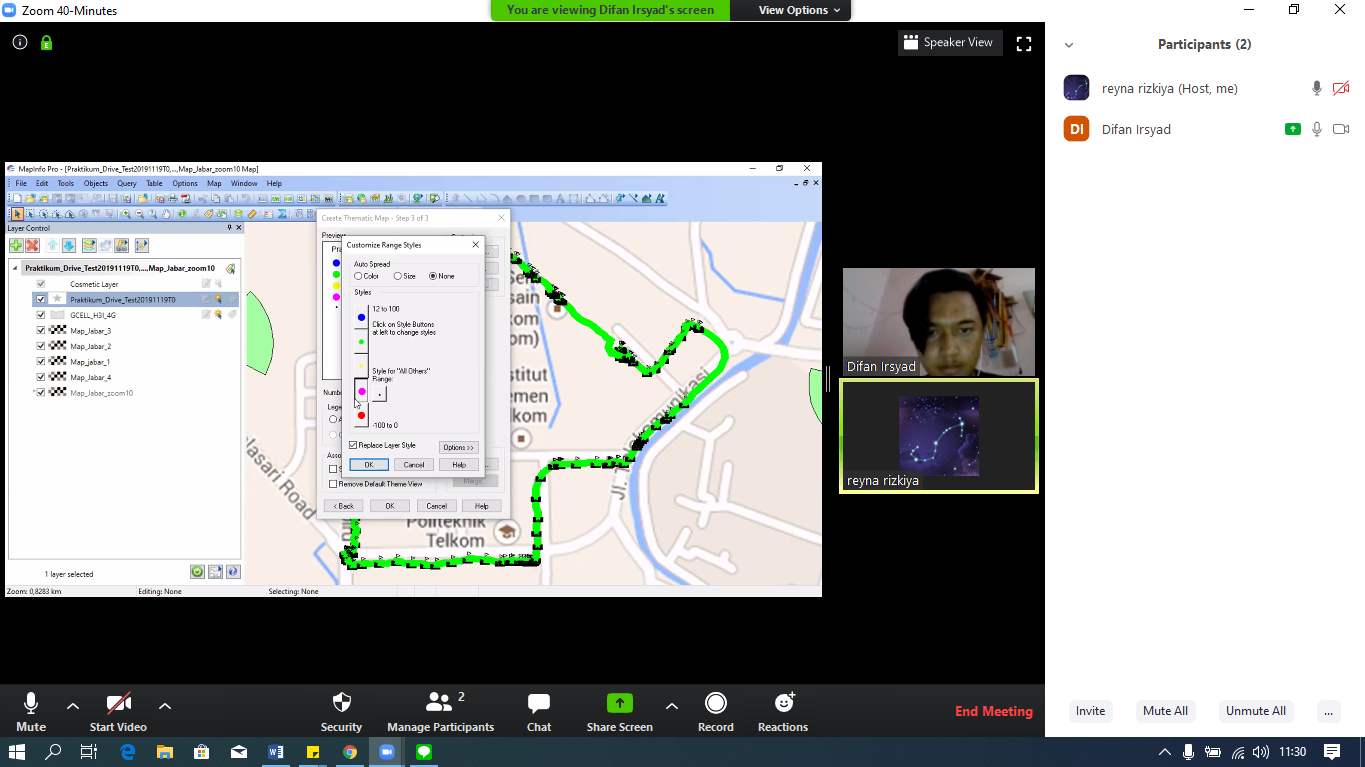 Zoom 40-Minutes
You are viewing Difan Irsyad's screen
View Options
Speaker View
MapInfo Pro - [Praktikum_Drive_Test20191119T0,...,Map_Jabar_zoom10 Map]
File Edit Tools Objects Query Table Options Map Window Help
Layer Control
Praktikum_Drive_Test20191119T0,...,Map_Jabar_zoom10
Cosmetic Layer
Praktikum_Drive_Test20191119T0
GCELL_H3I_4G
Map_Jabar_3
Map_Jabar_2
Map_jabar_1
Map_Jabar_4
Map_Jabar_zoom10
1 layer selected
Zoom: 0,8283 km
Editing: None
Selecting: None
Create Thematic Map - Step 3 of 3
Preview
Customize Range Styles
Auto Spread
Color Size None
Styles
12 to 100
Click on Style Buttons
at left to change styles
Style for "All Others"
Range:
-100 to 0
Replace Layer Style
Options >>
OK Cancel Help
Remove Default Theme View
Merge...
< Back OK Cancel Help
Politeknik
Telkom
Jl.
Road
Difan Irsyad
reyna rizkiya
Participants (2)
reyna rizkiya (Host, me)
DI
Difan Irsyad
Invite
Mute All
Unmute All
...
Mute
Start Video
Security
2
Manage Participants
Chat
Share Screen
Record
Reactions
End Meeting
11:30